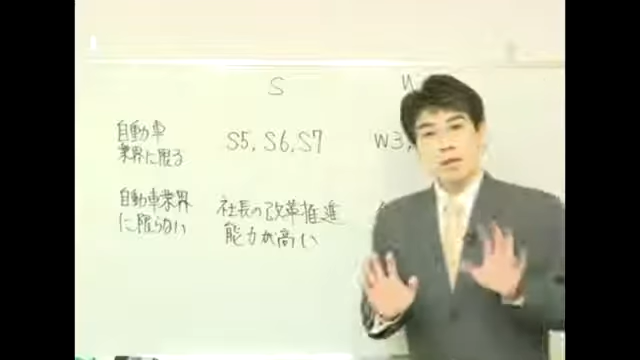 S
自動車
業界に限る
S5, S6, S7
W3,
自動車業界
に限らない
社長の改革推進
能力が高い